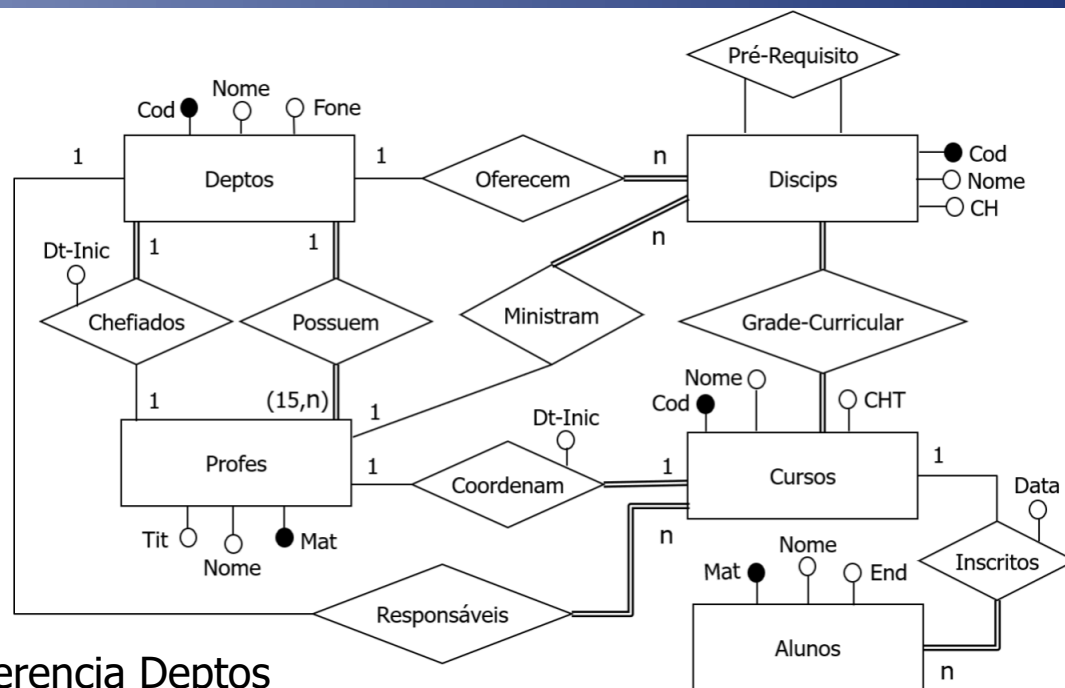 Pré-Requisito
Nome
Cod
Fone
1
1
n
Deptos
Oferecem
Discips
Cod
Nome
CH
1
1
n
Dt-Inic
Chefiados
Possuem
Ministram
Grade-Curricular
Nome
Cod
CHT
1
(15,n)
1
Dt-Inic
Profes
1
Coordenam
1
Cursos
1
Data
Tit
Nome
Mat
n
Nome
Mat
End
Inscritos
Responsáveis
Alunos
n
erencia Deptos